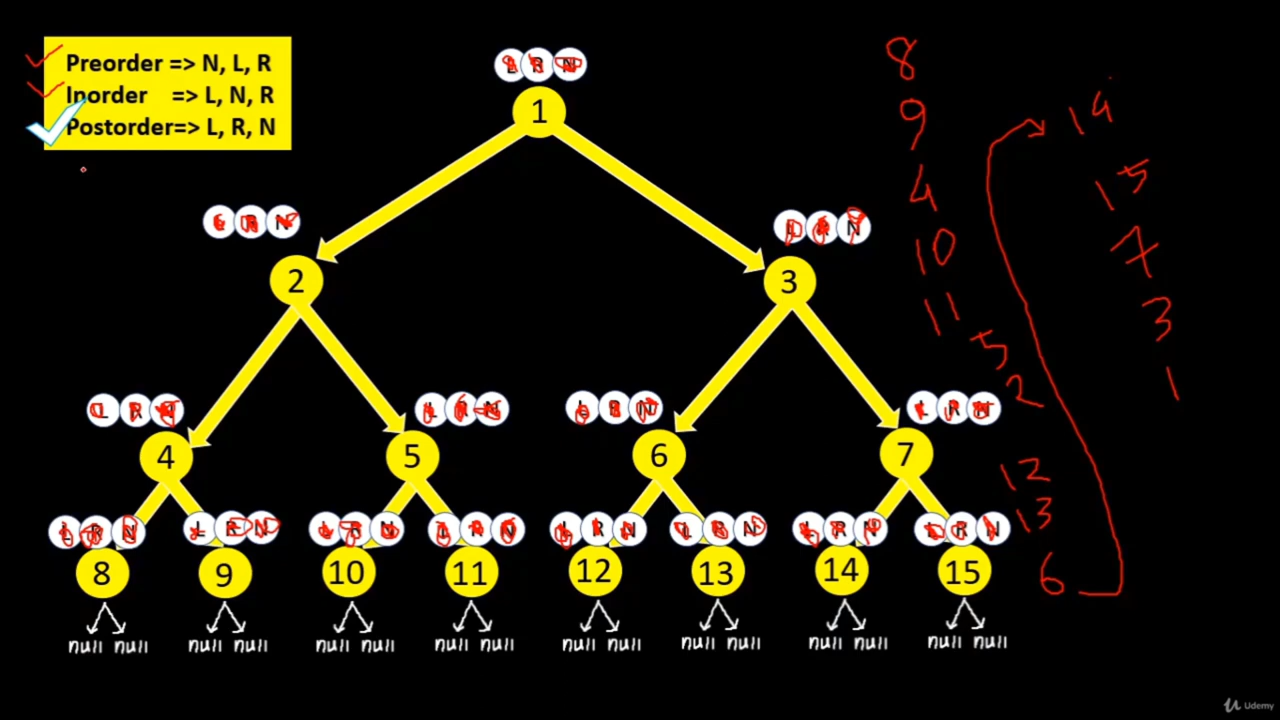 Preorder => N, L, R
Inorder => L, N, R
Postorder=> L, R, N
L R N
1
L R N
L R N
2
3
L R N
L R N
L R N
L R N
4
5
6
7
L R N
L R N
L R N
L R N
L R N
L R N
L R N
L R N
8
9
10
11
12
13
14
15
null null
null null
null null
null null
null null
null null
null null
null null
8
9
4
10
11
5
2
12
13
6
14
15
7
3
1
Udemy